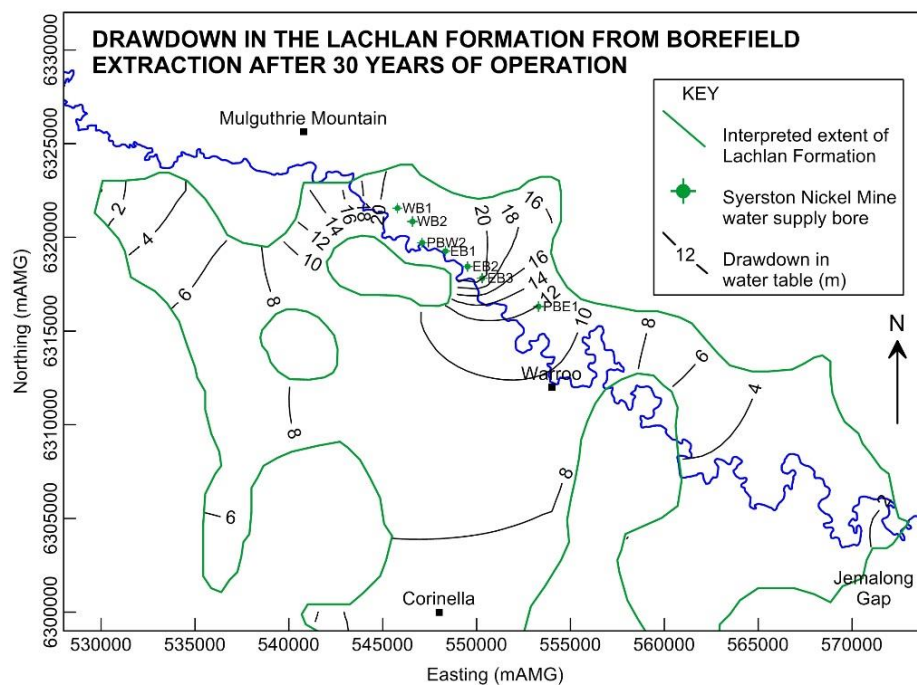 DRAWDOWN IN THE LACHLAN FORMATION FROM BOREFIELD
EXTRACTION AFTER 30 YEARS OF OPERATION
KEY
Interpreted extent of
Lachlan Formation
Syerston Nickel Mine
water supply bore
12
Drawdown in
water table (m)
N
Mulguthrie Mountain
WB1
WB2
PBW2
EB1
EB2
EB3
PBE1
Warroo
Corinella
Jemalong
Gap
2
4
6
8
10
12
14
16
18
20
20
18
16
16
14
12
10
8
6
4
2
8
8
6
6330000
6325000
6320000
6315000
6310000
6305000
6300000
Northing (mAMG)
530000 535000 540000 545000 550000 555000 560000 565000 570000
Easting (mAMG)